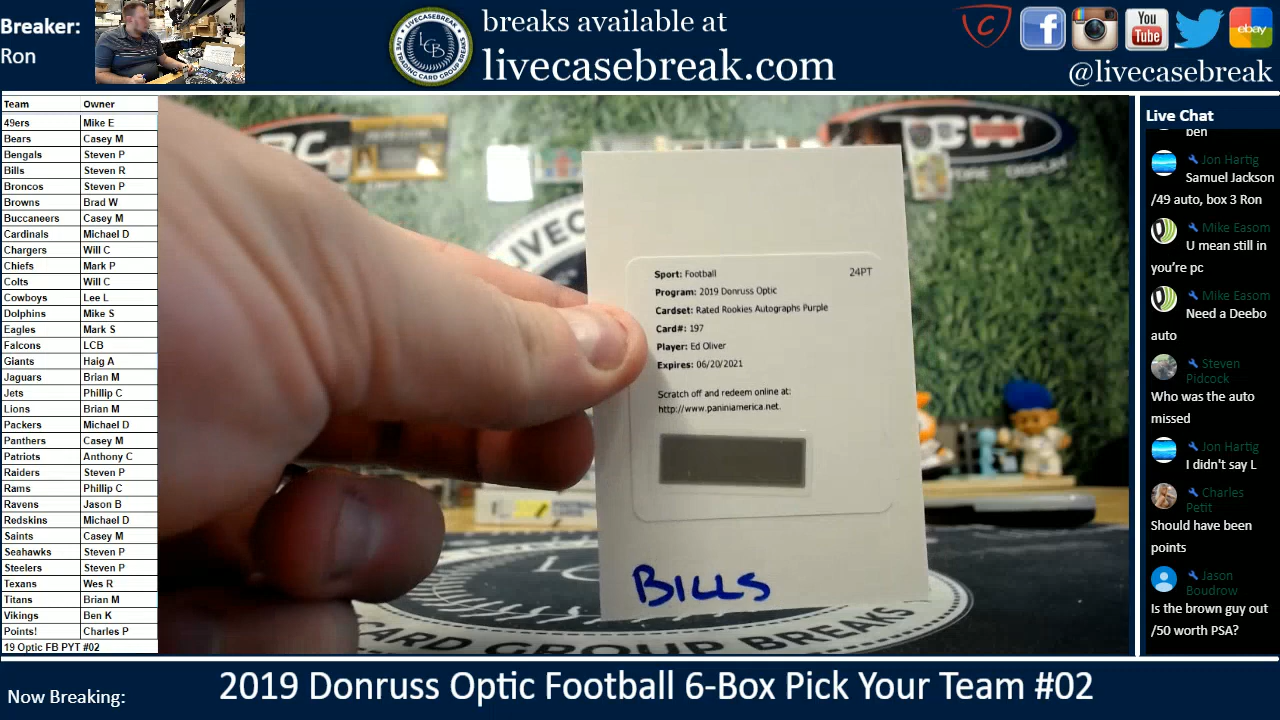 Breaker:
Ron
breaks available at
livecasebreak.com
LCB
YouTube
ebay
@livecasebreak
Team Owner
49ers Mike E
Bears Casey M
Bengals Steven P
Bills Steven R
Broncos Steven P
Browns Brad W
Buccaneers Casey M
Cardinals Michael D
Chargers Will C
Chiefs Mark P
Colts Will C
Cowboys Lee L
Dolphins Mike S
Eagles Mark S
Falcons LCB
Giants Haig A
Jaguars Brian M
Jets Phillip C
Lions Brian M
Packers Michael D
Panthers Casey M
Patriots Anthony C
Raiders Steven P
Rams Phillip C
Ravens Jason B
Redskins Michael D
Saints Casey M
Seahawks Steven P
Steelers Steven P
Texans Wes R
Titans Brian M
Vikings Ben K
Points! Charles P
19 Optic FB PYT #02
Sport: Football 24PT
Program: 2019 Donruss Optic
Cardset: Rated Rookies Autographs Purple
Card#: 197
Player: Ed Oliver
Expires: 06/20/2021
Scratch off and redeem online at:
http://www.paniniamerica.net.
BILLS
CARD GROUP BREAKS
Live Chat
ben
Jon Hartig
Samuel Jackson
/49 auto, box 3 Ron
Mike Easom
U mean still in
you're pc
Mike Easom
Need a Deebo
auto
Steven
Pidcock
Who was the auto
missed
Jon Hartig
I didn't say L
Charles
Petit
Should have been
points
Jason
Boudrow
Is the brown guy out
/50 worth PSA?
Now Breaking:
2019 Donruss Optic Football 6-Box Pick Your Team #02